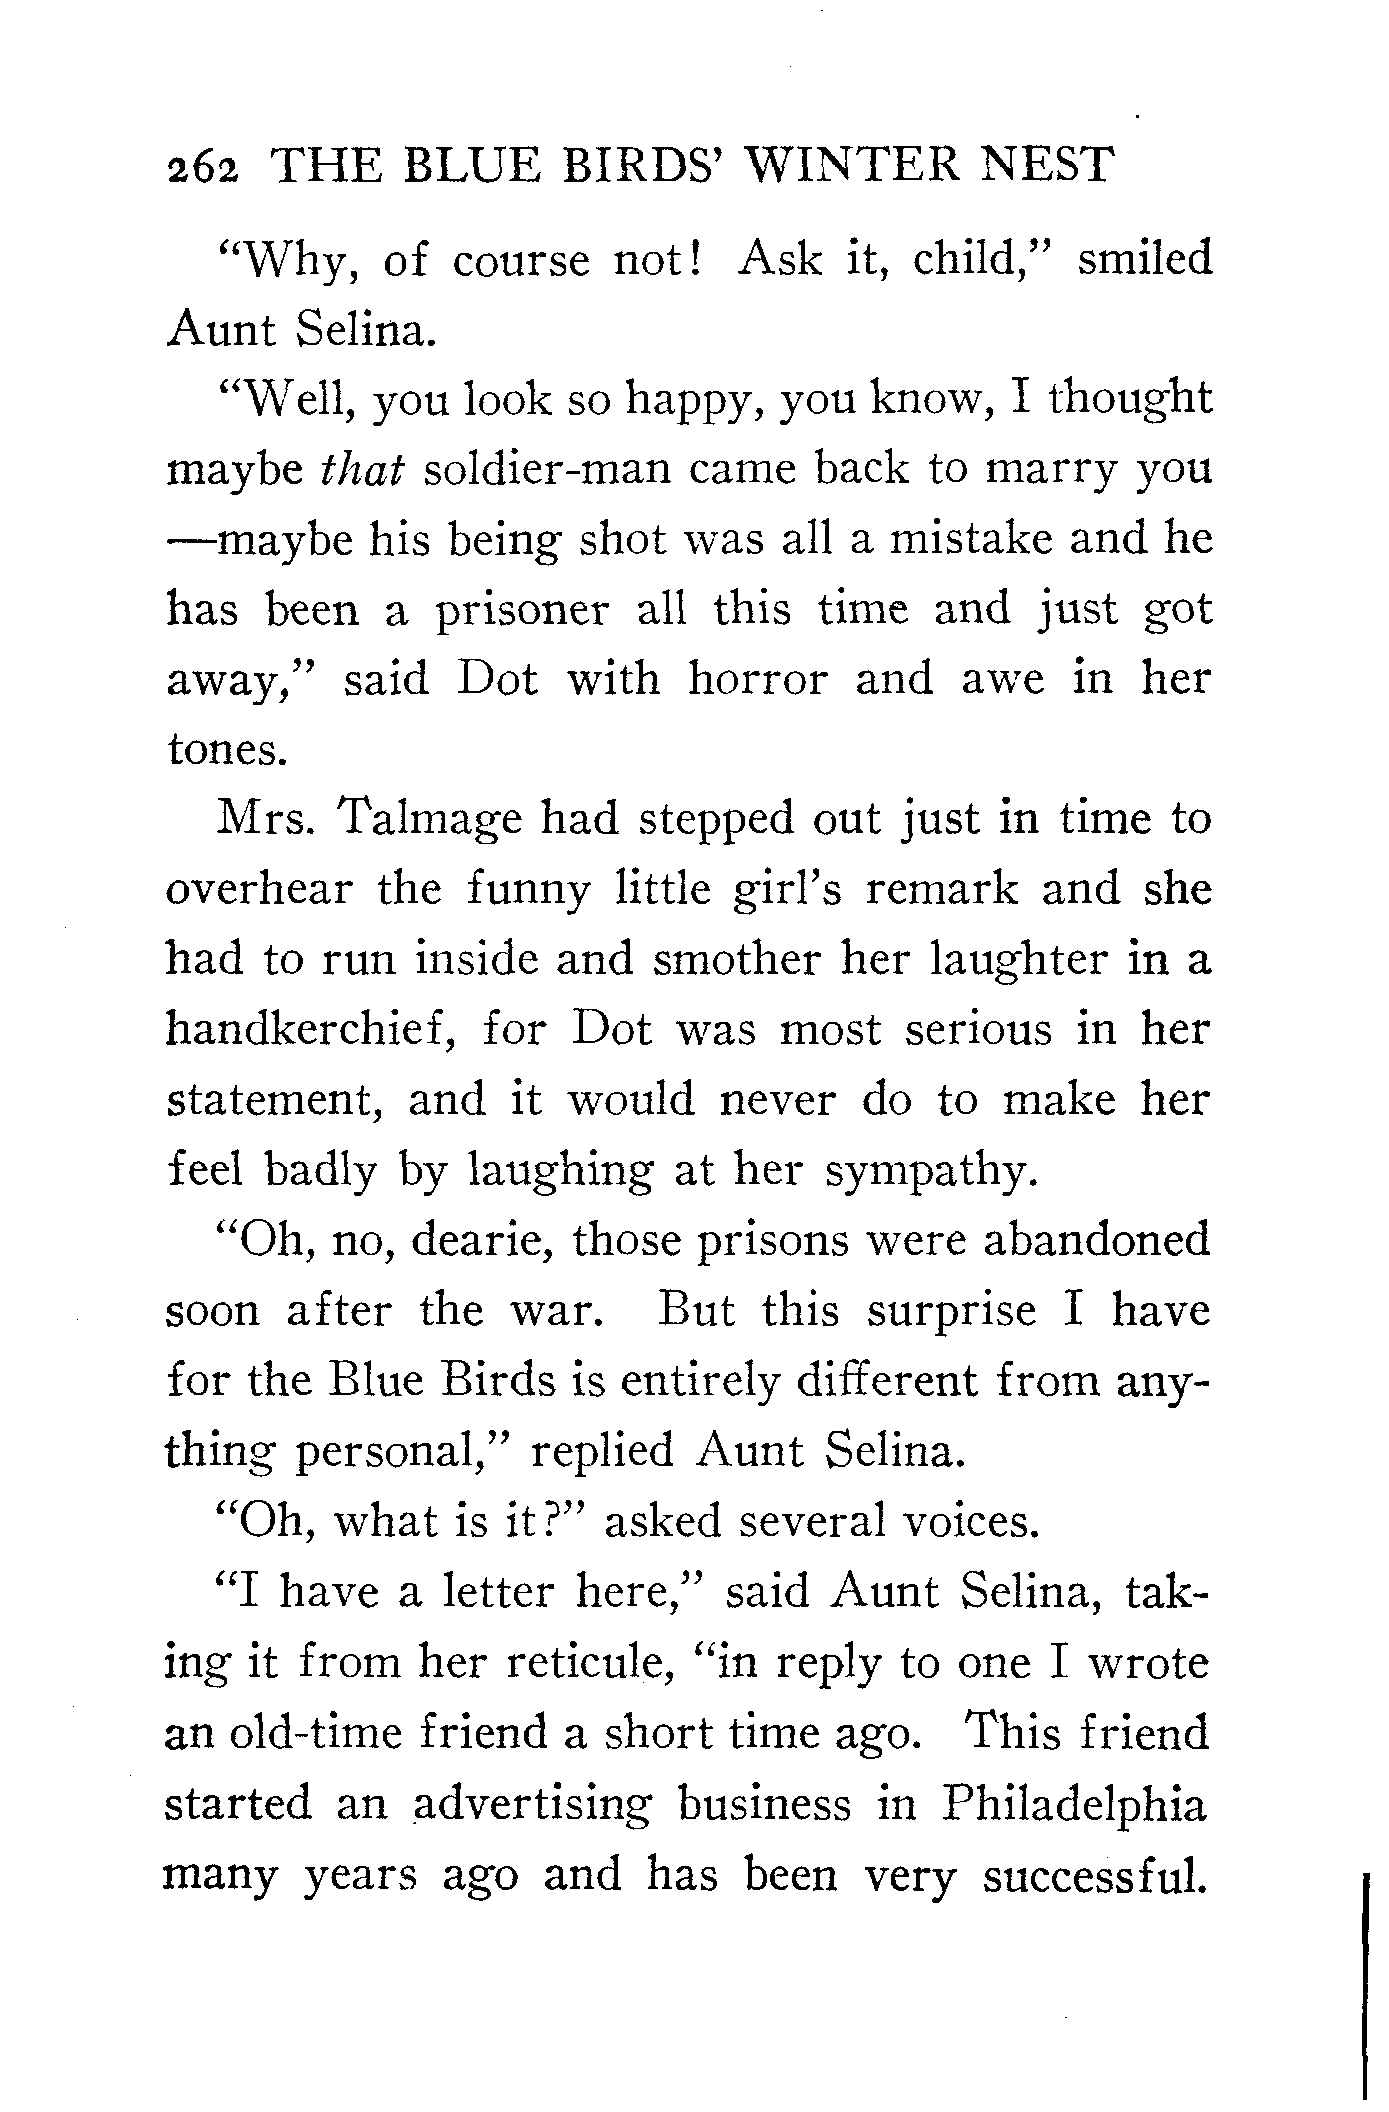 262 THE BLUE BIRDS’ WINTER NEST
“Why, of course not! Ask it, child,” smiled
Aunt Selina.
“Well, you look so happy, you know, I thought
maybe that soldier-man came back to marry you
—maybe his being shot was all a mistake and he
has been a prisoner all this time and just got
away,” said Dot with horror and awe in her
tones.
Mrs. Talmage had stepped out just in time to
overhear the funny little girl’s remark and she
had to run inside and smother her laughter in a
handkerchief, for Dot was most serious in her
statement, and it would never do to make her
feel badly by laughing at her sympathy.
“Oh, no, dearie, those prisons were abandoned
soon after the war. But this surprise I have
for the Blue Birds is entirely different from any-
thing personal,” replied Aunt Selina.
“Oh, what is it?” asked several voices.
“I have a letter here,” said Aunt Selina, tak-
ing it from her reticule, “in reply to one I wrote
an old-time friend a short time ago. This friend
started an advertising business in Philadelphia
many years ago and has been very successful.